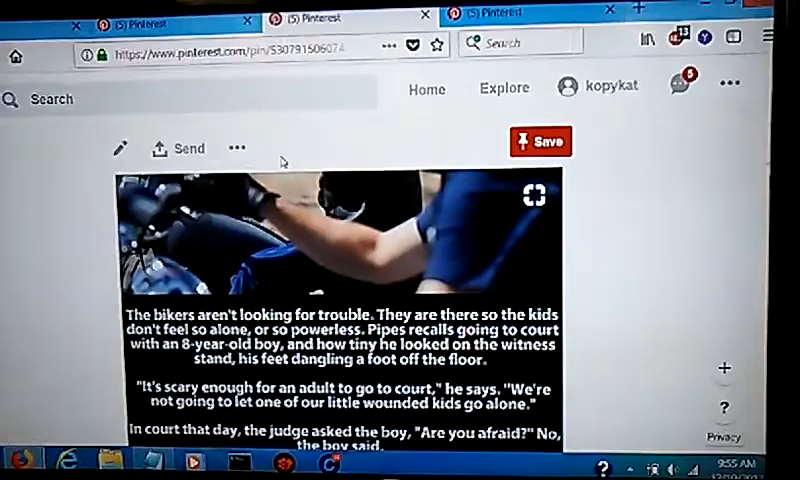 (5) Pinterest
(5) Pinterest
(5) Pinterest
https://www.pinterest.com/pin/530791506074
Search
13
Search
Home
Explore
kopykat
5
Send
Save
The bikers aren't looking for trouble. They are there so the kids
don't feel so alone, or so powerless. Pipes recalls going to court
with an 8-year-old boy, and how tiny he looked on the witness
stand, his feet dangling a foot off the floor.
"It's scary enough for an adult to go to court," he says. "We're
not going to let one of our little wounded kids go alone."
In court that day, the judge asked the boy, "Are you afraid?" No,
the boy said.
+
?
Privacy
9:55 AM